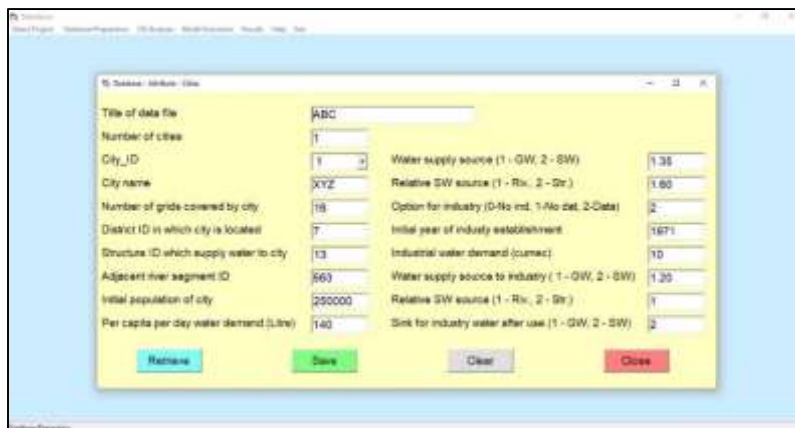 Database - Attribute - Cities
Title of data file ABC
Number of cities 1
City_ID 1 Water supply source (1 - GW, 2 - SW) 1.35
City name XYZ Relative SW source (1 - Riv., 2 - Str.) 1.60
Number of grids covered by city 16 Option for industry (0-No ind, 1-No dat, 2-Data) 2
District ID in which city is located 7 Initial year of industy establishment 1971
Structure ID which supply water to city 13 Industrial water demand (cumec) 10
Adjacent river segment ID 663 Water supply source to industry ( 1 - GW, 2 - SW) 1.20
Initial population of city 250000 Relative SW source (1 - Riv., 2 - Str.) 1
Per capita per day water demand (Litre) 140 Sink for industry water after use (1 - GW, 2 - SW) 2
Retrieve Save Clear Close